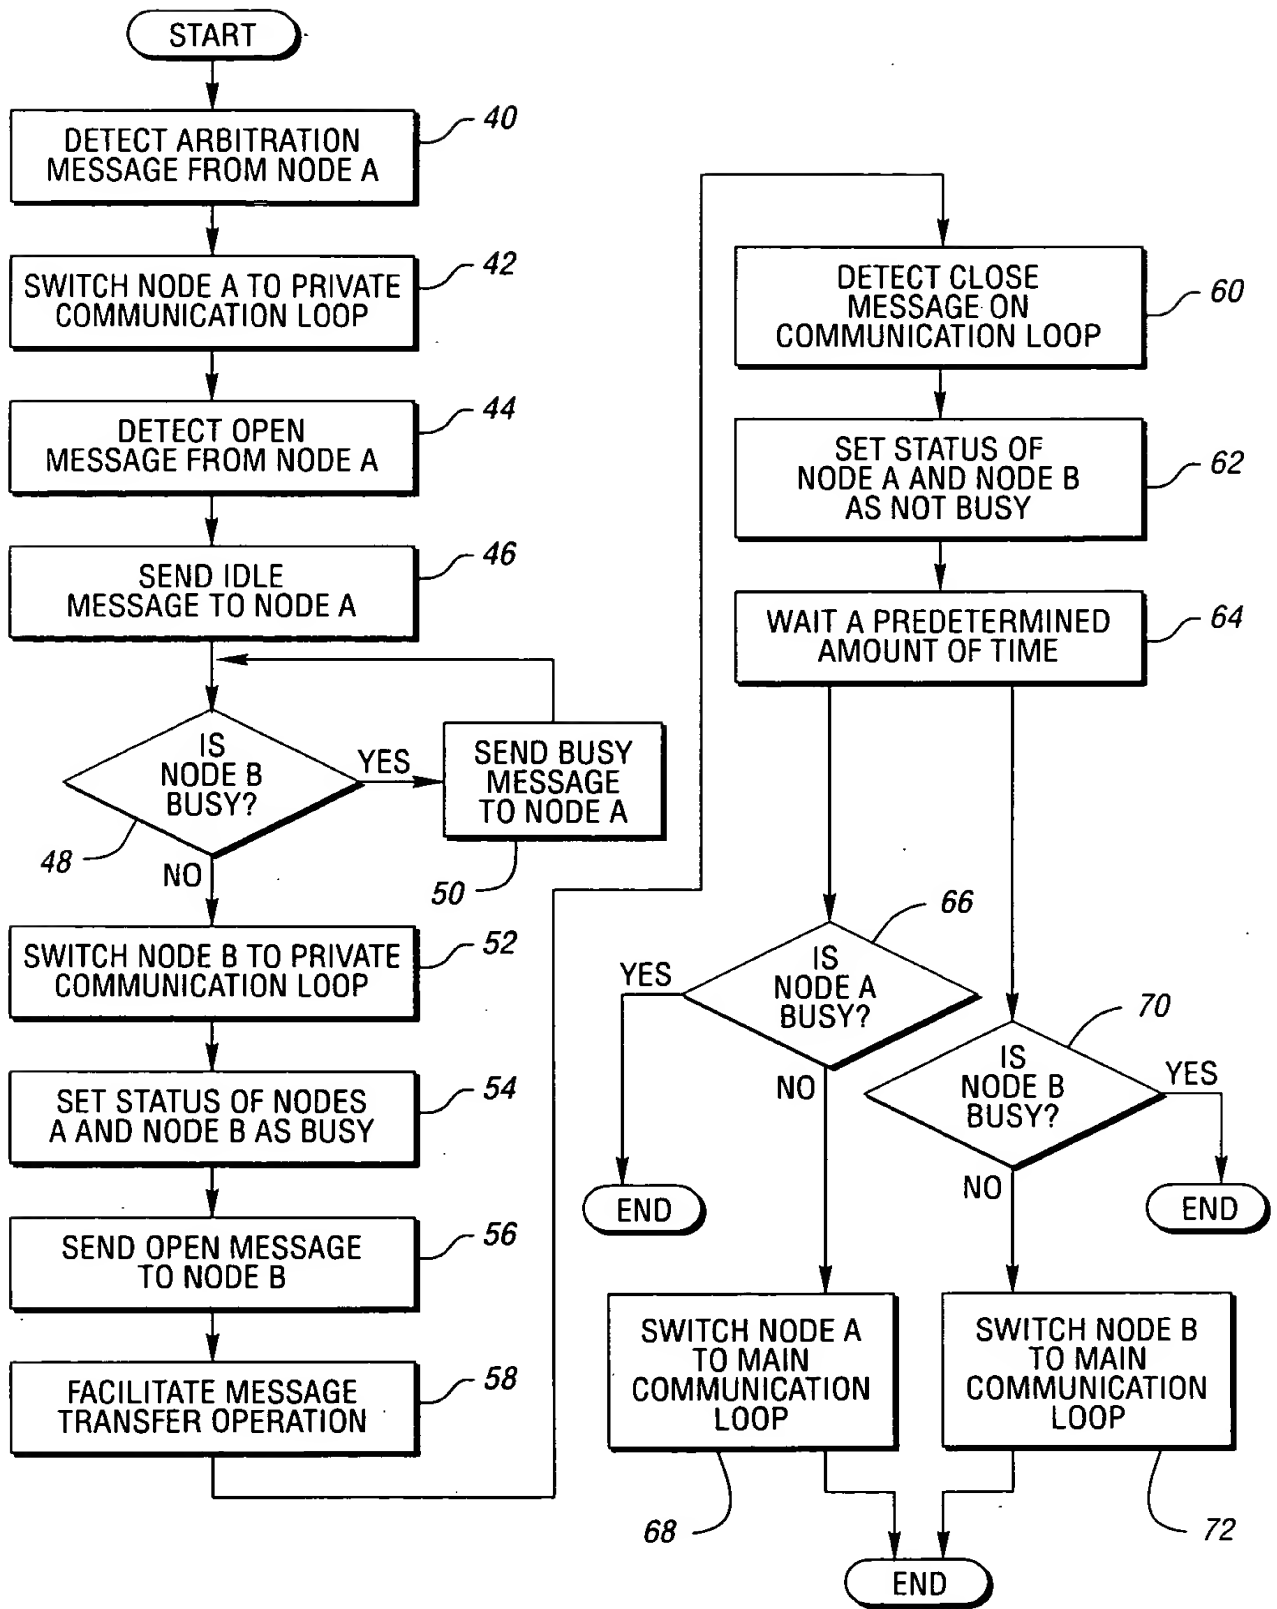 START
40
DETECT ARBITRATION
MESSAGE FROM NODE A
42
SWITCH NODE A TO PRIVATE
COMMUNICATION LOOP
44
DETECT OPEN
MESSAGE FROM NODE A
46
SEND IDLE
MESSAGE TO NODE A
IS
NODE B
BUSY?
48
YES
NO
SEND BUSY
MESSAGE
TO NODE A
50
52
SWITCH NODE B TO PRIVATE
COMMUNICATION LOOP
54
SET STATUS OF NODES
A AND NODE B AS BUSY
56
SEND OPEN MESSAGE
TO NODE B
58
FACILITATE MESSAGE
TRANSFER OPERATION
60
DETECT CLOSE
MESSAGE ON
COMMUNICATION LOOP
62
SET STATUS OF
NODE A AND NODE B
AS NOT BUSY
64
WAIT A PREDETERMINED
AMOUNT OF TIME
66
IS
NODE A
BUSY?
YES
NO
END
70
IS
NODE B
BUSY?
YES
NO
END
SWITCH NODE A
TO MAIN
COMMUNICATION
LOOP
68
SWITCH NODE B
TO MAIN
COMMUNICATION
LOOP
72
END